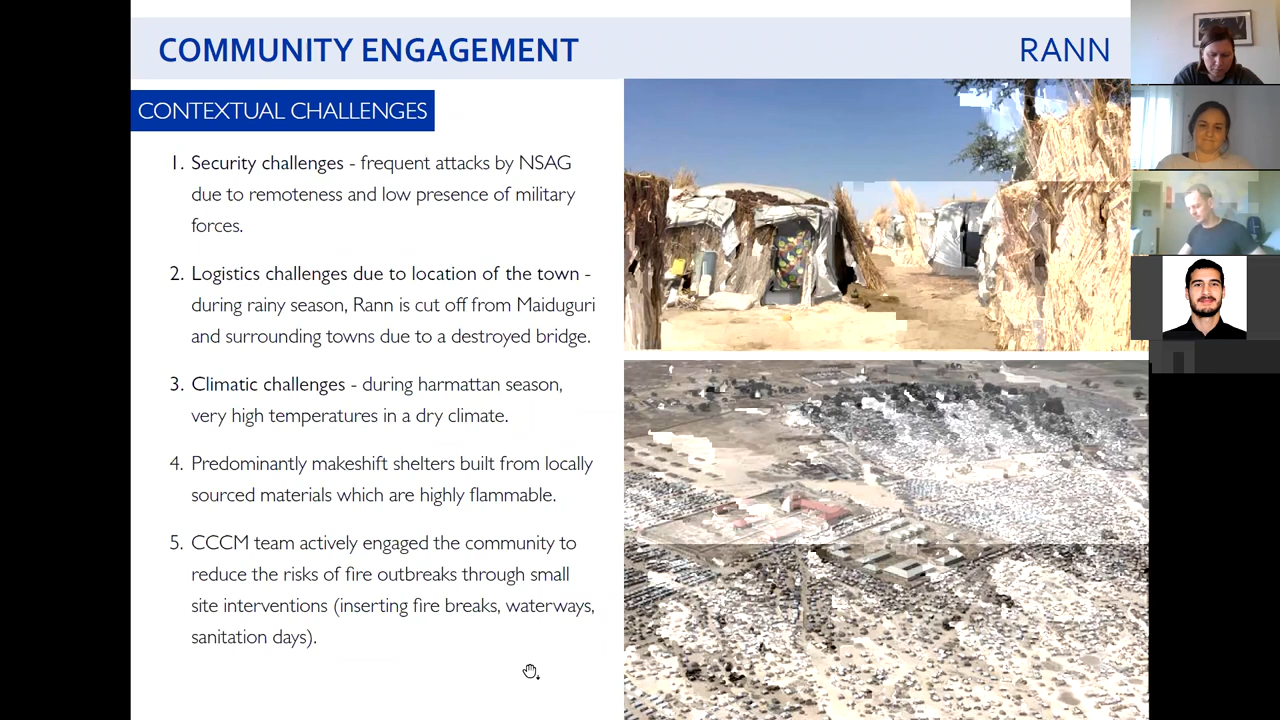 COMMUNITY ENGAGEMENT
RANN
CONTEXTUAL CHALLENGES
1. Security challenges - frequent attacks by NSAG
due to remoteness and low presence of military
forces.
2. Logistics challenges due to location of the town -
during rainy season, Rann is cut off from Maiduguri
and surrounding towns due to a destroyed bridge.
3. Climatic challenges - during harmattan season,
very high temperatures in a dry climate.
4. Predominantly makeshift shelters built from locally
sourced materials which are highly flammable.
5. CCCM team actively engaged the community to
reduce the risks of fire outbreaks through small
site interventions (inserting fire breaks, waterways,
sanitation days).